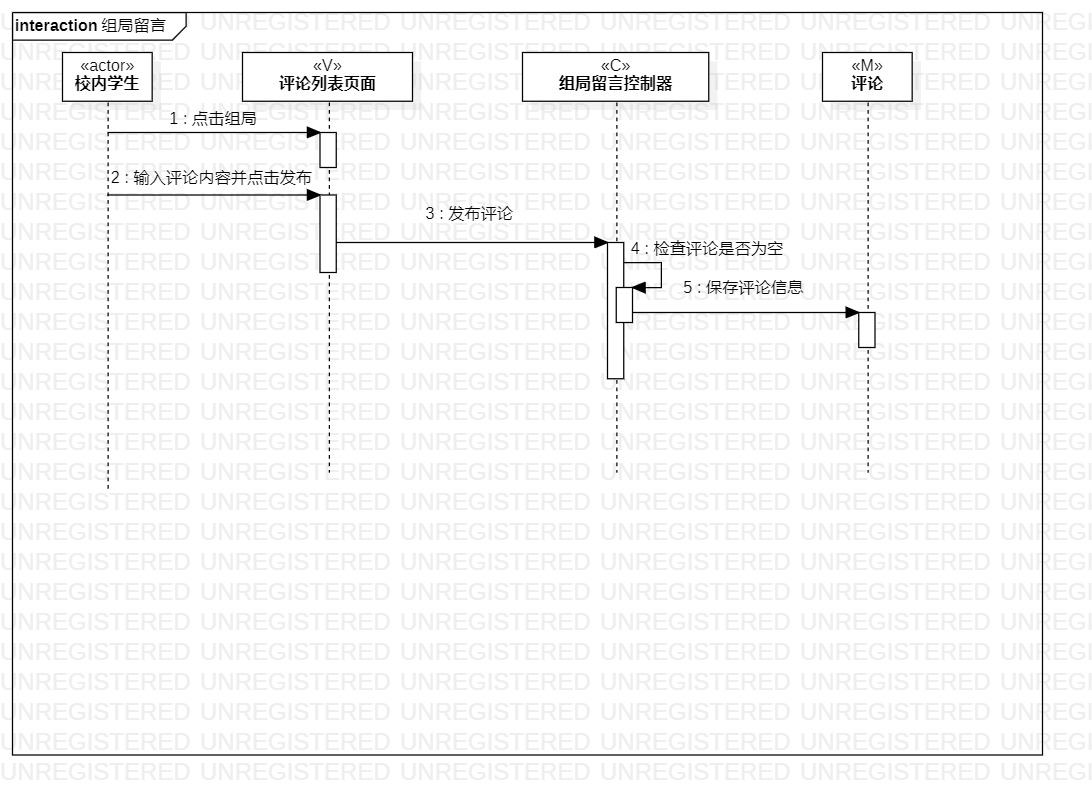 interaction 组局留言
«actor»
校内学生
«V»
评论列表页面
«C»
组局留言控制器
«M»
评论
1 : 点击组局
2 : 输入评论内容并点击发布
3 : 发布评论
4 : 检查评论是否为空
5 : 保存评论信息
UNREGISTERED UNREGISTERED UNREGISTERED UNREGISTERED UNREGISTERED